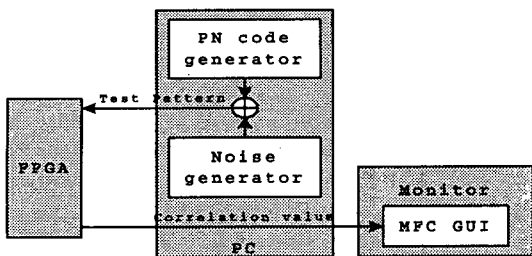 PN code
generator
Test Pattern
FPGA
Noise
generator
Monitor
Correlation value
MFC GUI
PC